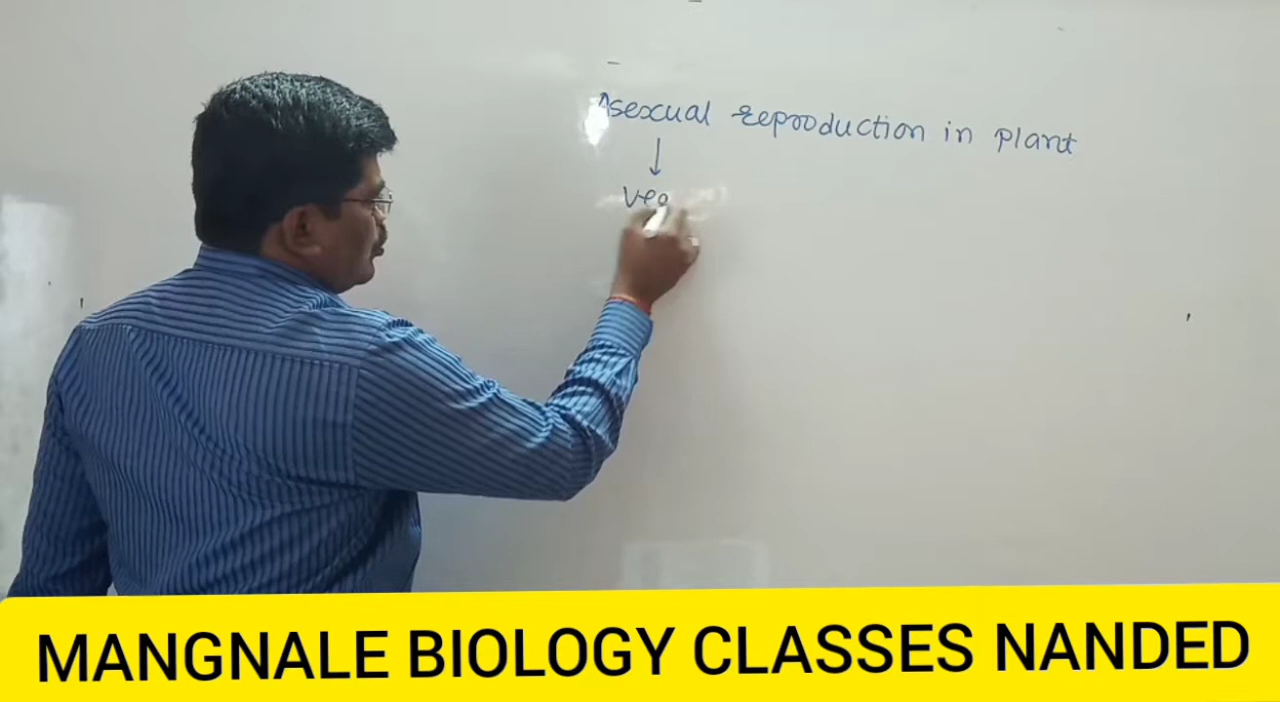 Asexual reproduction in plant
Veg
MANGNALE BIOLOGY CLASSES NANDED